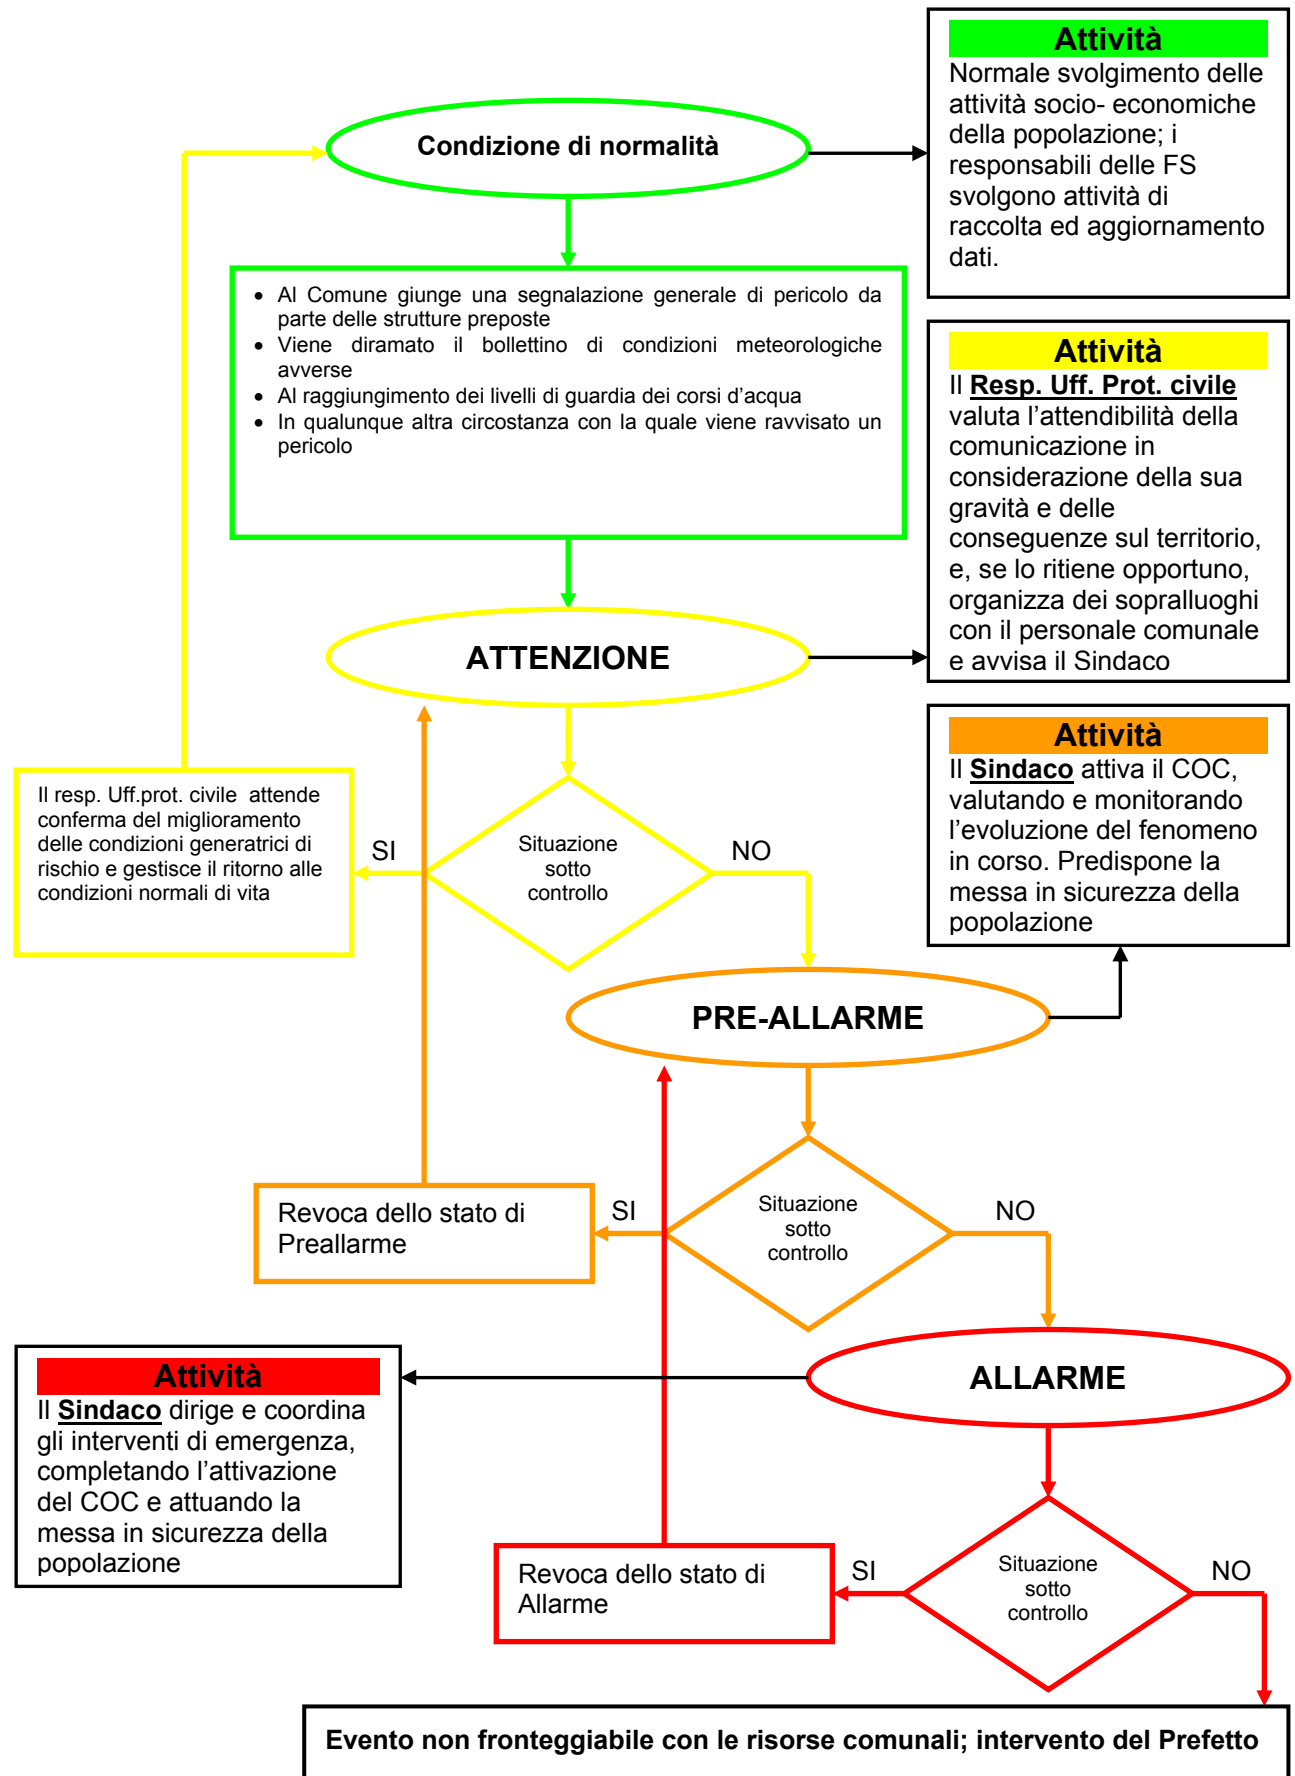 Attività
Normale svolgimento delle
attività socio- economiche
della popolazione; i
responsabili delle FS
svolgono attività di
raccolta ed aggiornamento
dati.
Condizione di normalità
• Al Comune giunge una segnalazione generale di pericolo da
parte delle strutture preposte
• Viene diramato il bollettino di condizioni meteorologiche
avverse
• Al raggiungimento dei livelli di guardia dei corsi d’acqua
• In qualunque altra circostanza con la quale viene ravvisato un
pericolo
Attività
Il Resp. Uff. Prot. civile
valuta l’attendibilità della
comunicazione in
considerazione della sua
gravità e delle
conseguenze sul territorio,
e, se lo ritiene opportuno,
organizza dei sopralluoghi
con il personale comunale
e avvisa il Sindaco
ATTENZIONE
Attività
Il Sindaco attiva il COC,
valutando e monitorando
l’evoluzione del fenomeno
in corso. Predispone la
messa in sicurezza della
popolazione
Il resp. Uff.prot. civile attende
conferma del miglioramento
delle condizioni generatrici di
rischio e gestisce il ritorno alle
condizioni normali di vita
SI
Situazione
sotto
controllo
NO
PRE-ALLARME
Revoca dello stato di
Preallarme
SI
Situazione
sotto
controllo
NO
Attività
Il Sindaco dirige e coordina
gli interventi di emergenza,
completando l’attivazione
del COC e attuando la
messa in sicurezza della
popolazione
ALLARME
Revoca dello stato di
Allarme
SI
Situazione
sotto
controllo
NO
Evento non fronteggiabile con le risorse comunali; intervento del Prefetto